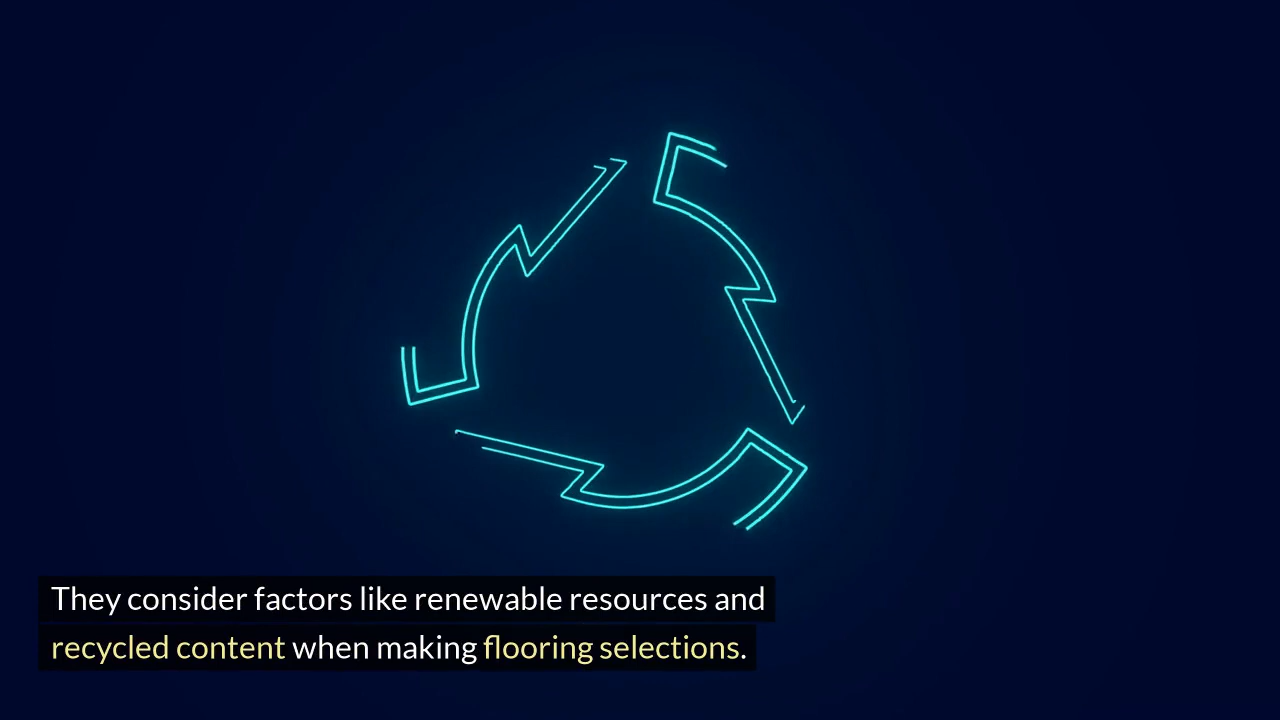 They consider factors like renewable resources and
recycled content when making flooring selections.